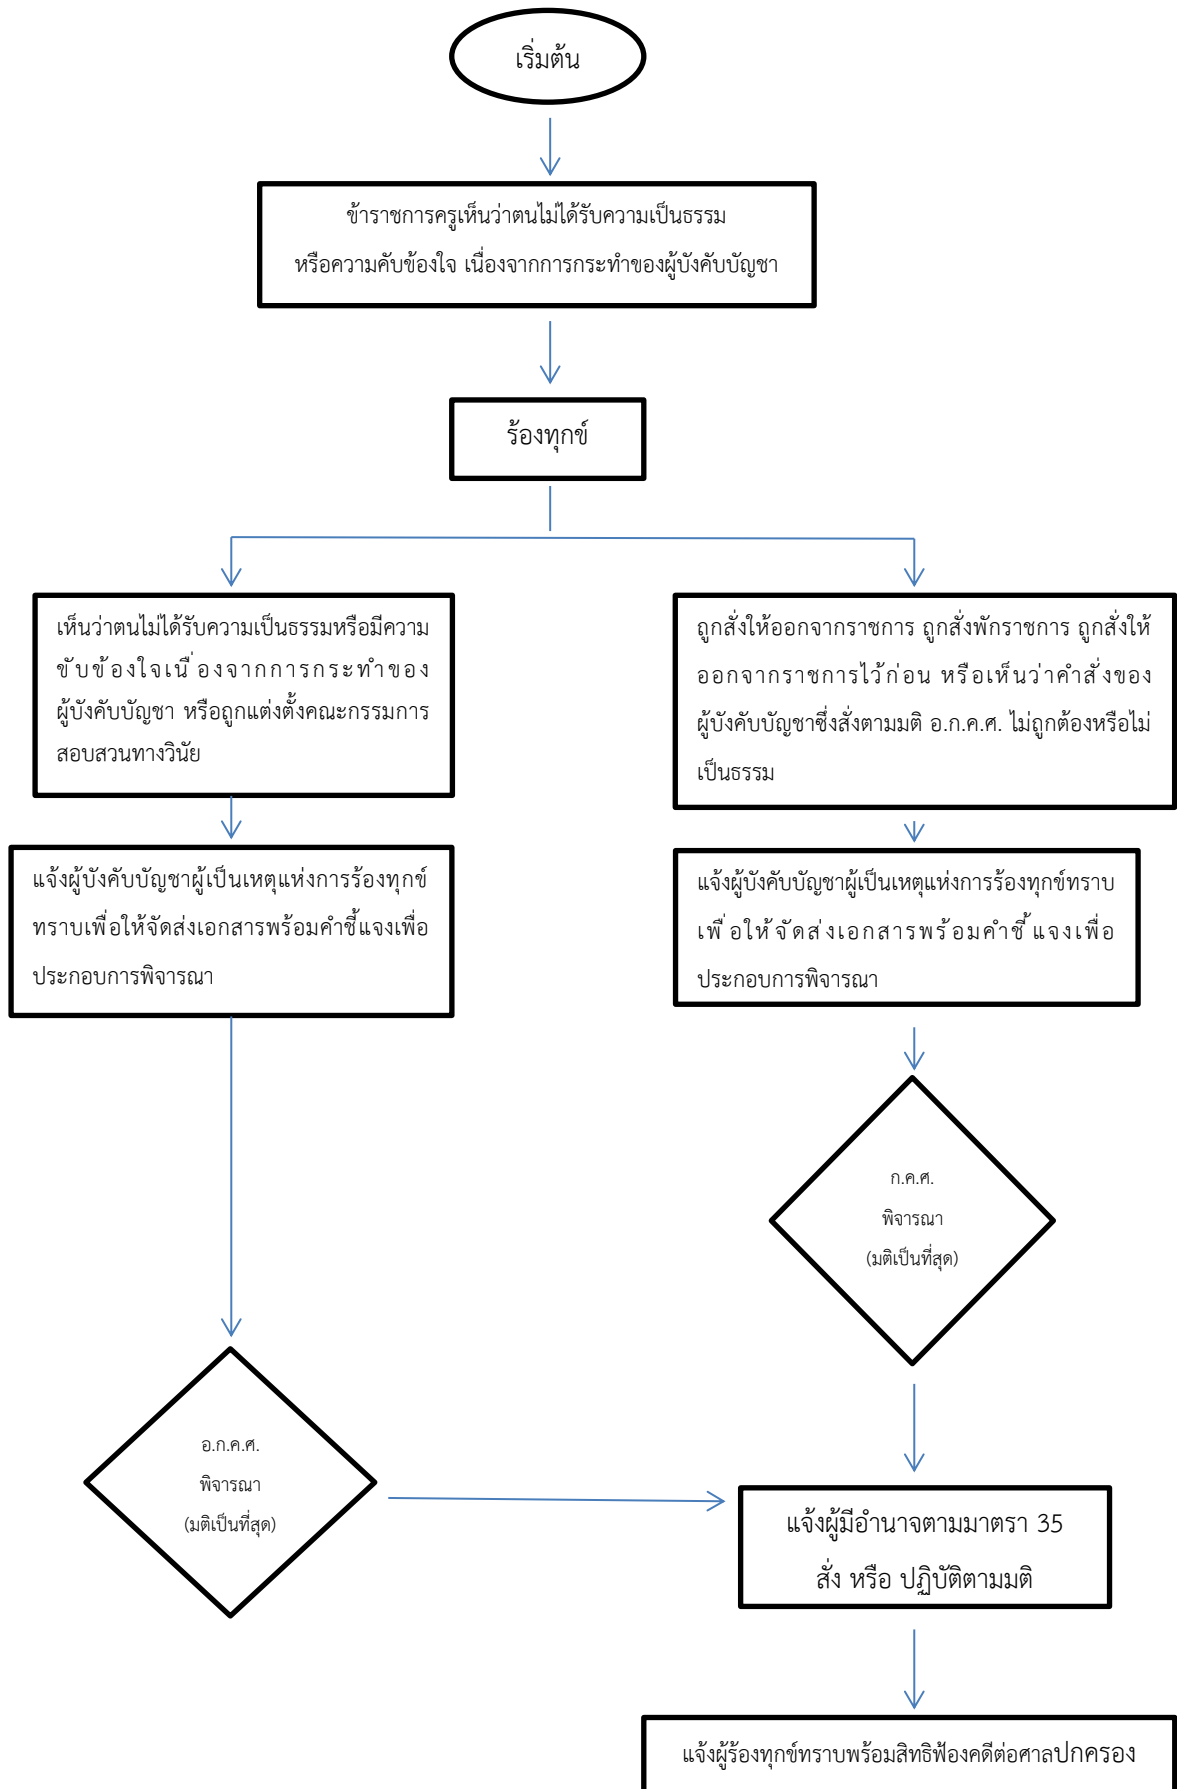 เริ่มต้น
ข้าราชการครูเห็นว่าตนไม่ได้รับความเป็นธรรม
หรือความคับข้องใจ เนื่องจากการกระทำของผู้บังคับบัญชา
ร้องทุกข์
เห็นว่าตนไม่ได้รับความเป็นธรรมหรือมีความ
ขับข้องใจเนื่องจากการกระทำของ
ผู้บังคับบัญชา หรือถูกแต่งตั้งคณะกรรมการ
สอบสวนทางวินัย
ถูกสั่งให้ออกจากราชการ ถูกสั่งพักราชการ ถูกสั่งให้
ออกจากราชการไว้ก่อน หรือเห็นว่าคำสั่งของ
ผู้บังคับบัญชาซึ่งสั่งตามมติ อ.ก.ค.ศ. ไม่ถูกต้องหรือไม่
เป็นธรรม
แจ้งผู้บังคับบัญชาผู้เป็นเหตุแห่งการร้องทุกข์
ทราบเพื่อให้จัดส่งเอกสารพร้อมคำชี้แจงเพื่อ
ประกอบการพิจารณา
แจ้งผู้บังคับบัญชาผู้เป็นเหตุแห่งการร้องทุกข์ทราบ
เพื่อให้จัดส่งเอกสารพร้อมคำชี้แจงเพื่อ
ประกอบการพิจารณา
ก.ค.ศ.
พิจารณา
(มติเป็นที่สุด)
อ.ก.ค.ศ.
พิจารณา
(มติเป็นที่สุด)
แจ้งผู้มีอำนาจตามมาตรา 35
สั่ง หรือ ปฏิบัติตามมติ
แจ้งผู้ร้องทุกข์ทราบพร้อมสิทธิฟ้องคดีต่อศาลปกครอง